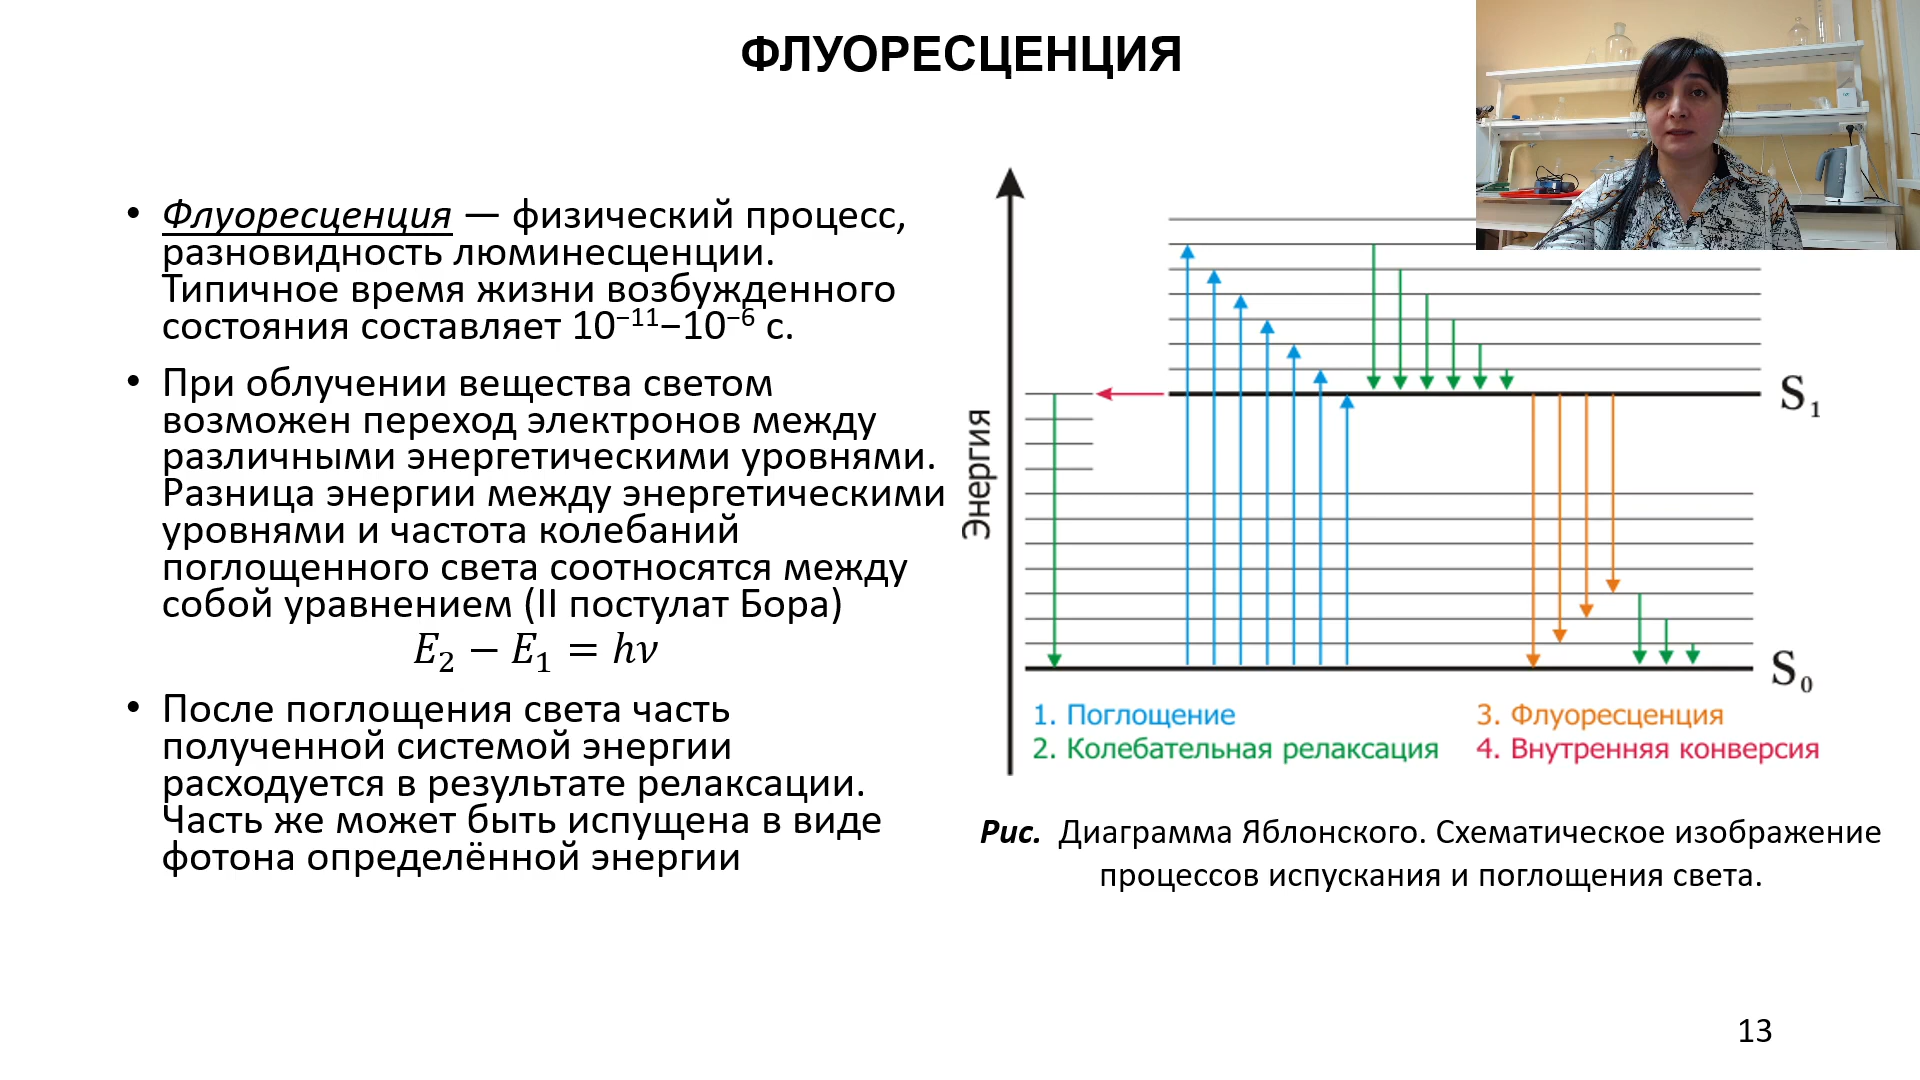 ФЛУОРЕСЦЕНЦИЯ
• Флуоресценция — физический процесс,
разновидность люминесценции.
Типичное время жизни возбужденного
состояния составляет 10⁻¹¹–10⁻⁶ с.
• При облучении вещества светом
возможен переход электронов между
различными энергетическими уровнями.
Разница энергии между энергетическими
уровнями и частота колебаний
поглощенного света соотносятся между
собой уравнением (II постулат Бора)
E₂ − E₁ = hν
• После поглощения света часть
полученной системой энергии
расходуется в результате релаксации.
Часть же может быть испущена в виде
фотона определённой энергии
Энергия
S₁
S₀
1. Поглощение
2. Колебательная релаксация
3. Флуоресценция
4. Внутренняя конверсия
Рис. Диаграмма Яблонского. Схематическое изображение
процессов испускания и поглощения света.
13